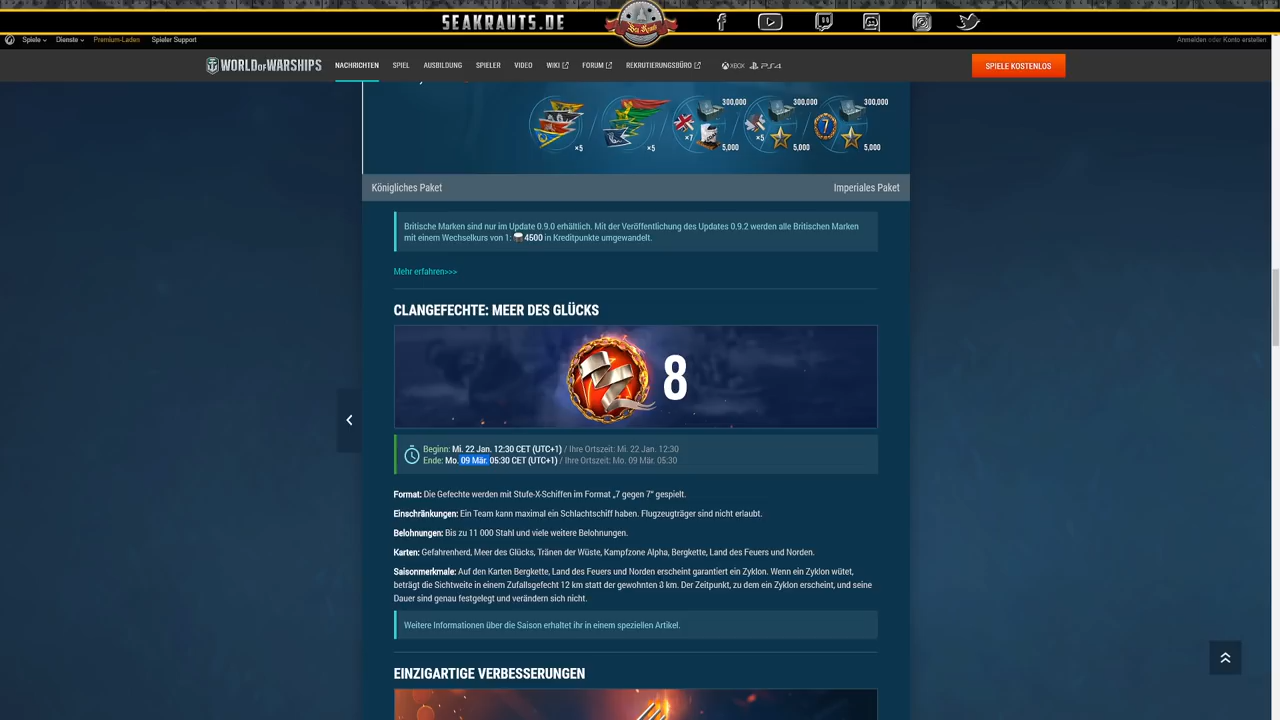 SEAKRAUTS.DE
Spiele Dienste Premium-Laden Spieler Support
Anmelden oder Konto erstellen
WORLD OF WARSHIPS NACHRICHTEN SPIEL AUSBILDUNG SPIELER VIDEO WIKI FORUM REKRUTIERUNGSBÜRO XBOX PS4 SPIELE KOSTENLOS
300,000 300,000 300,000
7
×5 ×5 ×7 5,000 ×5 5,000 5,000
Königliches Paket Imperiales Paket
Britische Marken sind nur im Update 0.9.0 erhältlich. Mit der Veröffentlichung des Updates 0.9.2 werden alle Britischen Marken
mit einem Wechselkurs von 1: 4500 in Kreditpunkte umgewandelt.
Mehr erfahren>>>
CLANGEFECHTE: MEER DES GLÜCKS
8
Beginn: Mi. 22 Jan. 12:30 CET (UTC+1) / Ihre Ortszeit: Mi. 22 Jan. 12:30
Ende: Mo. 09 Mär. 05:30 CET (UTC+1) / Ihre Ortszeit: Mo. 09 Mär. 05:30
Format: Die Gefechte werden mit Stufe-X-Schiffen im Format „7 gegen 7“ gespielt.
Einschränkungen: Ein Team kann maximal ein Schlachtschiff haben. Flugzeugträger sind nicht erlaubt.
Belohnungen: Bis zu 11 000 Stahl und viele weitere Belohnungen.
Karten: Gefahrenherd, Meer des Glücks, Tränen der Wüste, Kampfzone Alpha, Bergkette, Land des Feuers und Norden.
Saisonmerkmale: Auf den Karten Bergkette, Land des Feuers und Norden erscheint garantiert ein Zyklon. Wenn ein Zyklon wütet,
beträgt die Sichtweite in einem Zufallsgefecht 12 km statt der gewohnten 8 km. Der Zeitpunkt, zu dem ein Zyklon erscheint, und seine
Dauer sind genau festgelegt und verändern sich nicht.
Weitere Informationen über die Saison erhaltet ihr in einem speziellen Artikel.
EINZIGARTIGE VERBESSERUNGEN